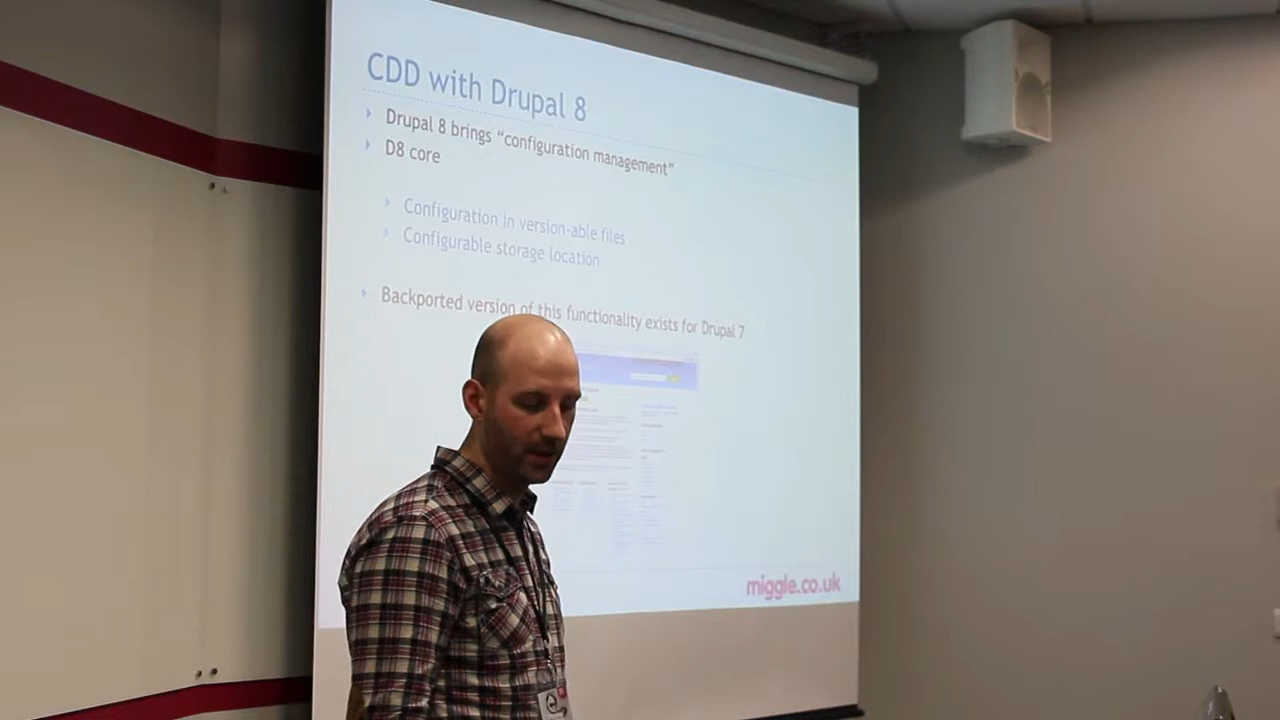 CDD with Drupal 8
Drupal 8 brings “configuration management”
D8 core
Configuration in version-able files
Configurable storage location
Backported version of this functionality exists for Drupal 7
miggle.co.uk